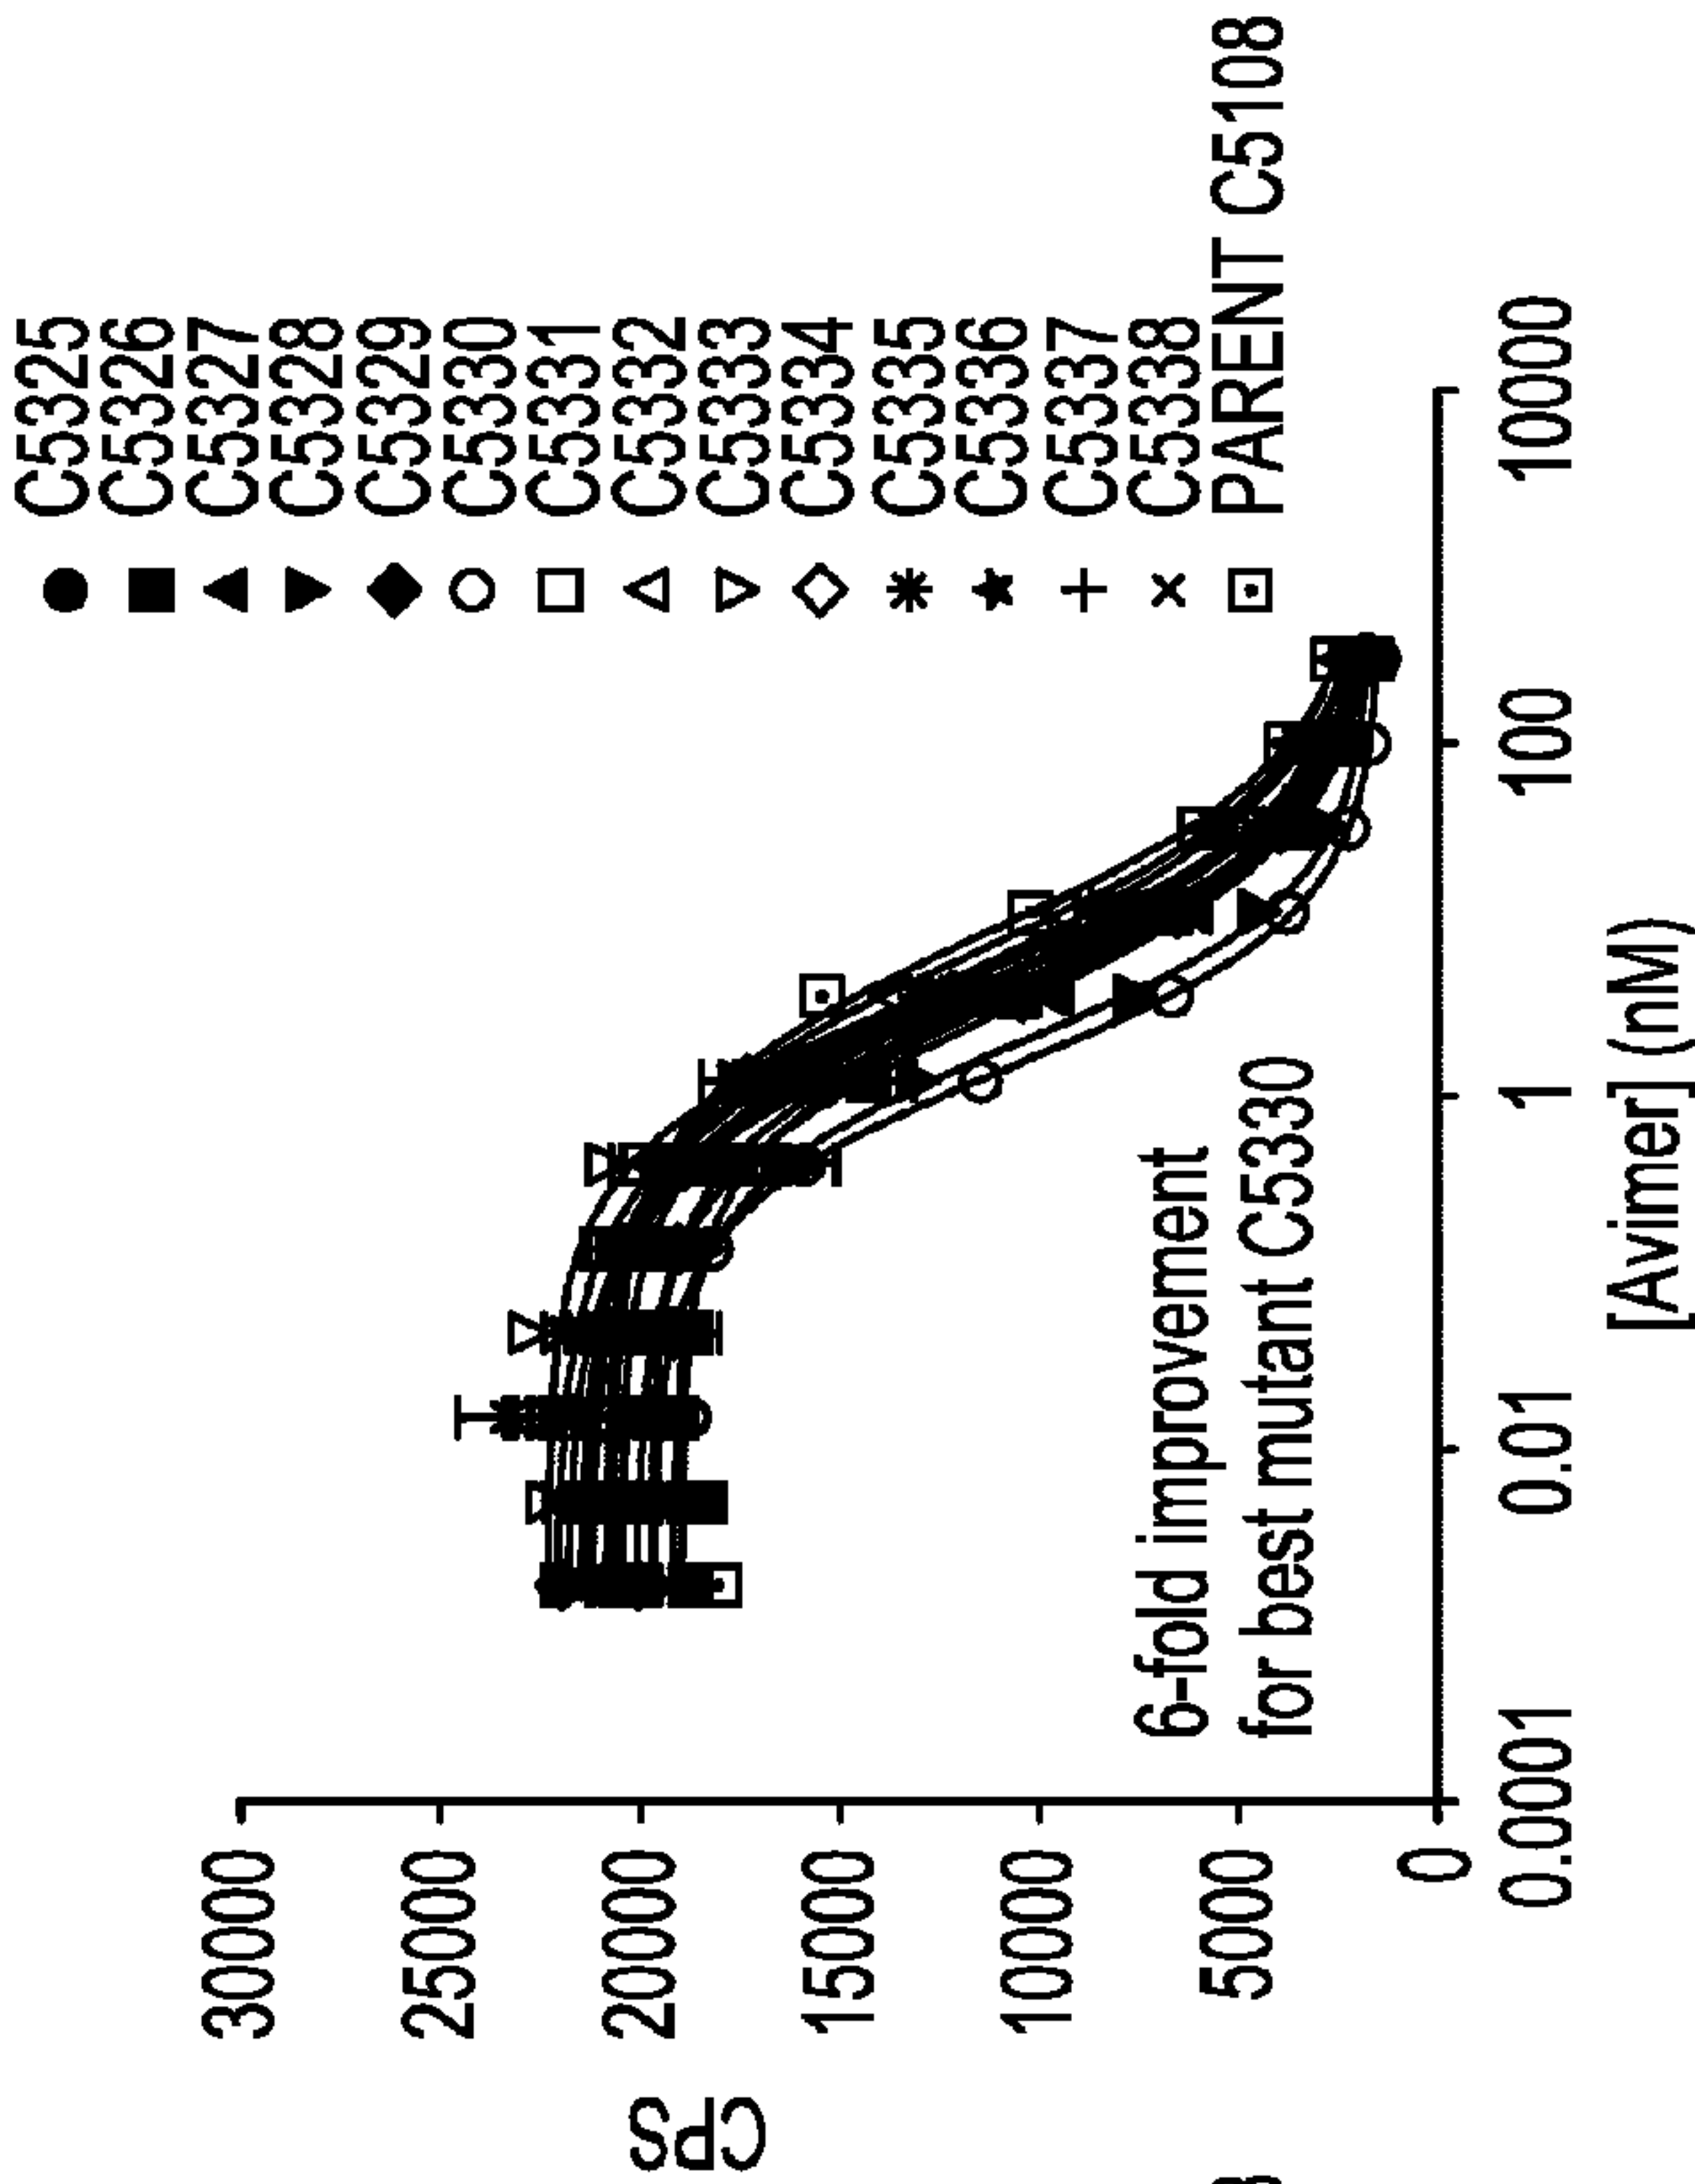 C5325
C5326
C5327
C5328
C5329
C5330
C5331
C5332
C5333
C5334
C5335
C5336
C5337
C5338
PARENT C5108
30000
25000
20000
15000
10000
5000
0
CPS
6-fold improvement
for best mutant C5330
0.0001
0.01
1
100
10000
[Avimer] (nM)